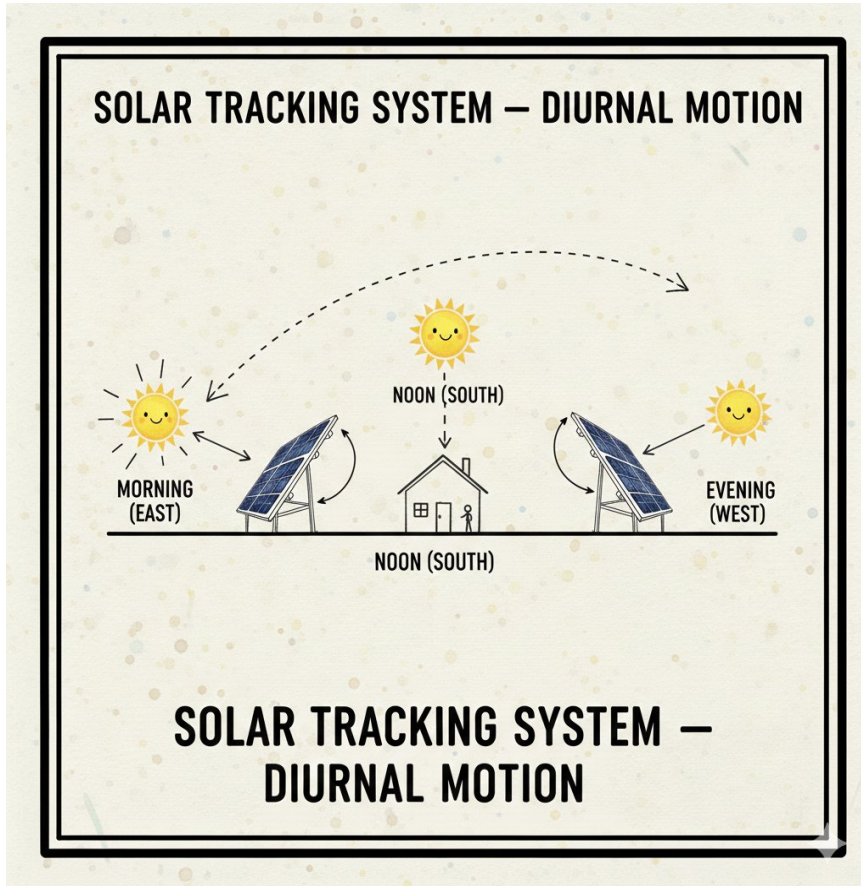 SOLAR TRACKING SYSTEM — DIURNAL MOTION
NOON (SOUTH)
MORNING
(EAST)
EVENING
(WEST)
NOON (SOUTH)
SOLAR TRACKING SYSTEM —
DIURNAL MOTION